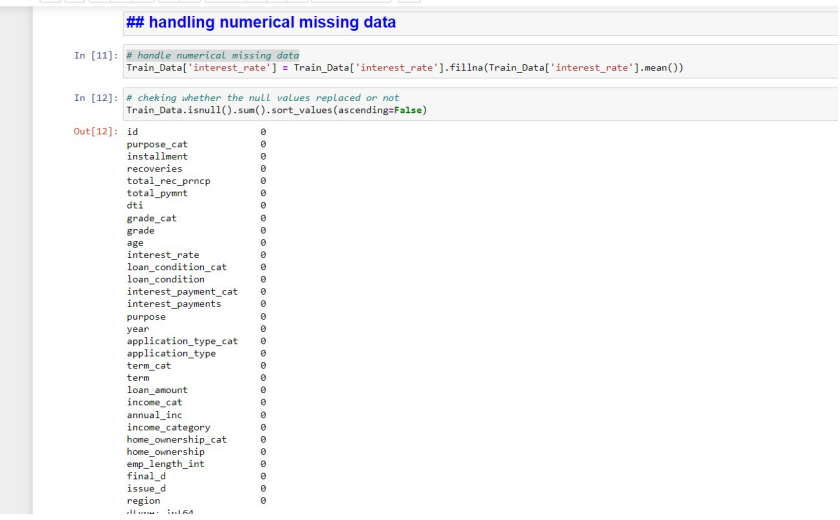 ## handling numerical missing data
In [11]: # handle numerical missing data
Train_Data['interest_rate'] = Train_Data['interest_rate'].fillna(Train_Data['interest_rate'].mean())
In [12]: # cheking whether the null values replaced or not
Train_Data.isnull().sum().sort_values(ascending=False)
Out[12]: id 0
purpose_cat 0
installment 0
recoveries 0
total_rec_prncp 0
total_pymnt 0
dti 0
grade_cat 0
grade 0
age 0
interest_rate 0
loan_condition_cat 0
loan_condition 0
interest_payment_cat 0
interest_payments 0
purpose 0
year 0
application_type_cat 0
application_type 0
term_cat 0
term 0
loan_amount 0
income_cat 0
annual_inc 0
income_category 0
home_ownership_cat 0
home_ownership 0
emp_length_int 0
final_d 0
issue_d 0
region 0
dtype: int64